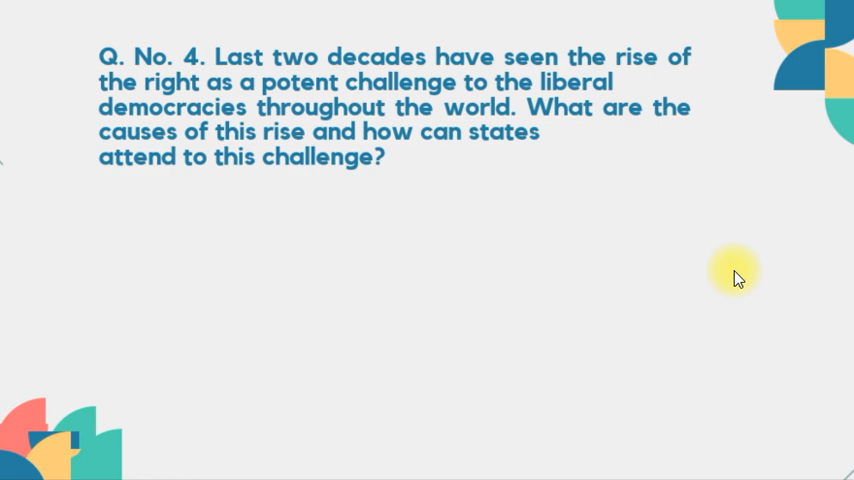 Q. No. 4. Last two decades have seen the rise of
the right as a potent challenge to the liberal
democracies throughout the world. What are the
causes of this rise and how can states
attend to this challenge?